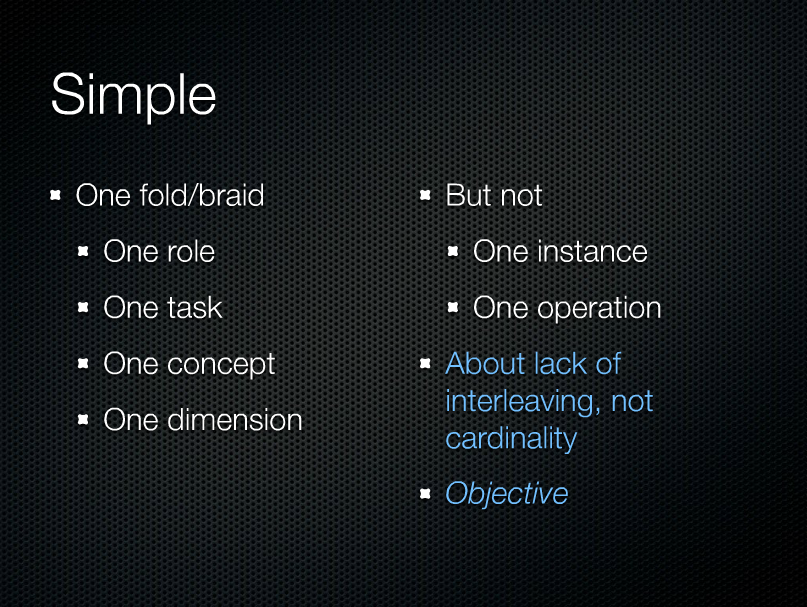 Simple
One fold/braid
One role
One task
One concept
One dimension
But not
One instance
One operation
About lack of
interleaving, not
cardinality
Objective